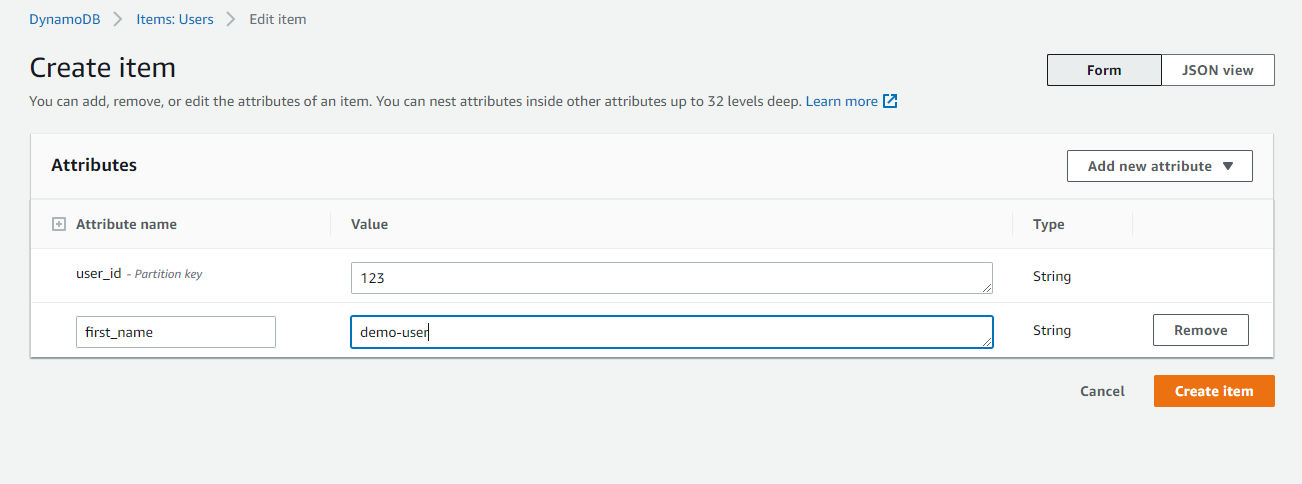 DynamoDB > Items: Users > Edit item
Create item
Form JSON view
You can add, remove, or edit the attributes of an item. You can nest attributes inside other attributes up to 32 levels deep. Learn more
Attributes
Add new attribute
Attribute name Value Type
user_id - Partition key 123 String
first_name demo-user String Remove
Cancel Create item